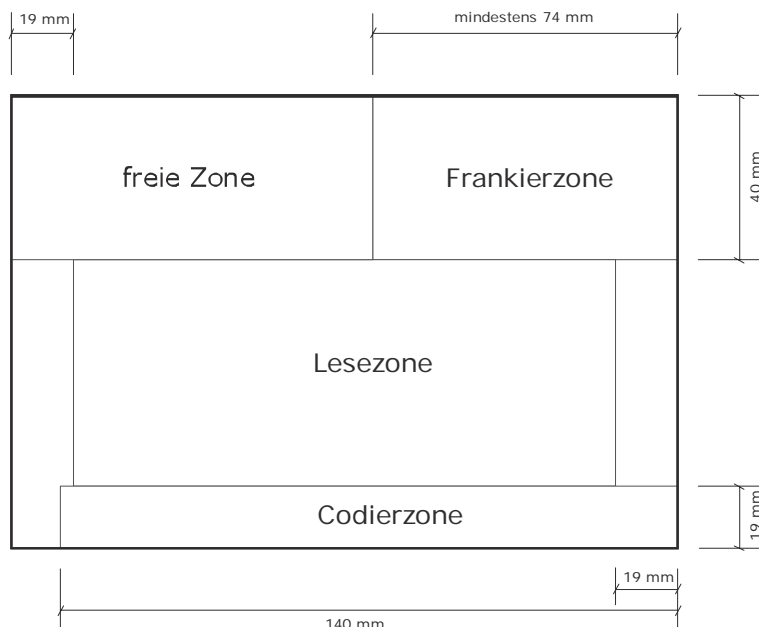 19 mm
mindestens 74 mm
freie Zone
Frankierzone
40 mm
Lesezone
Codierzone
19 mm
19 mm
140 mm